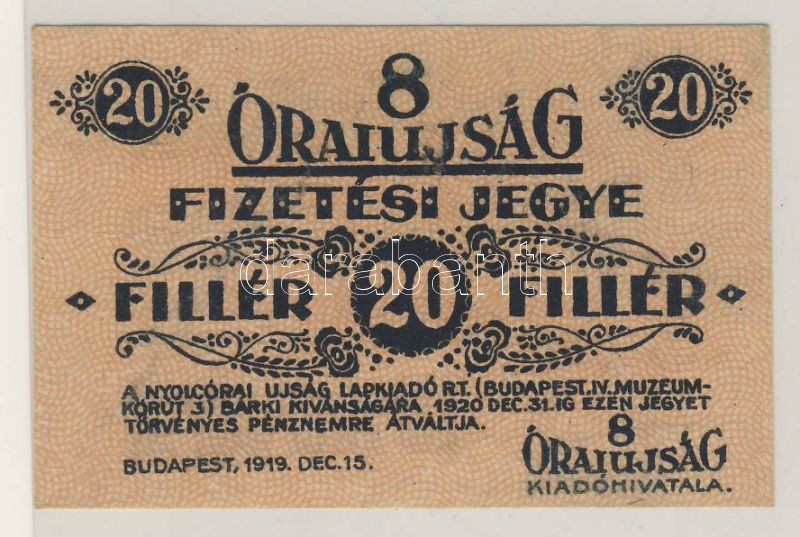 8
20 ÓRAIUJSÁG 20
FIZETÉSI JEGYE
FILLÉR 20 FILLÉR
darabanth
A NYOLCÓRAI UJSÁG LAPKIADÓ R.T. (BUDAPEST, IV. MUZEUM-
KÖRUT 3) BÁRKI KIVÁNSÁGÁRA 1920 DEC. 31. IG EZEN JEGYET
TÖRVÉNYES PÉNZNEMRE ÁTVÁLTJA.
BUDAPEST, 1919. DEC. 15.
8
ÓRAIUJSÁG
KIADÓHIVATALA.